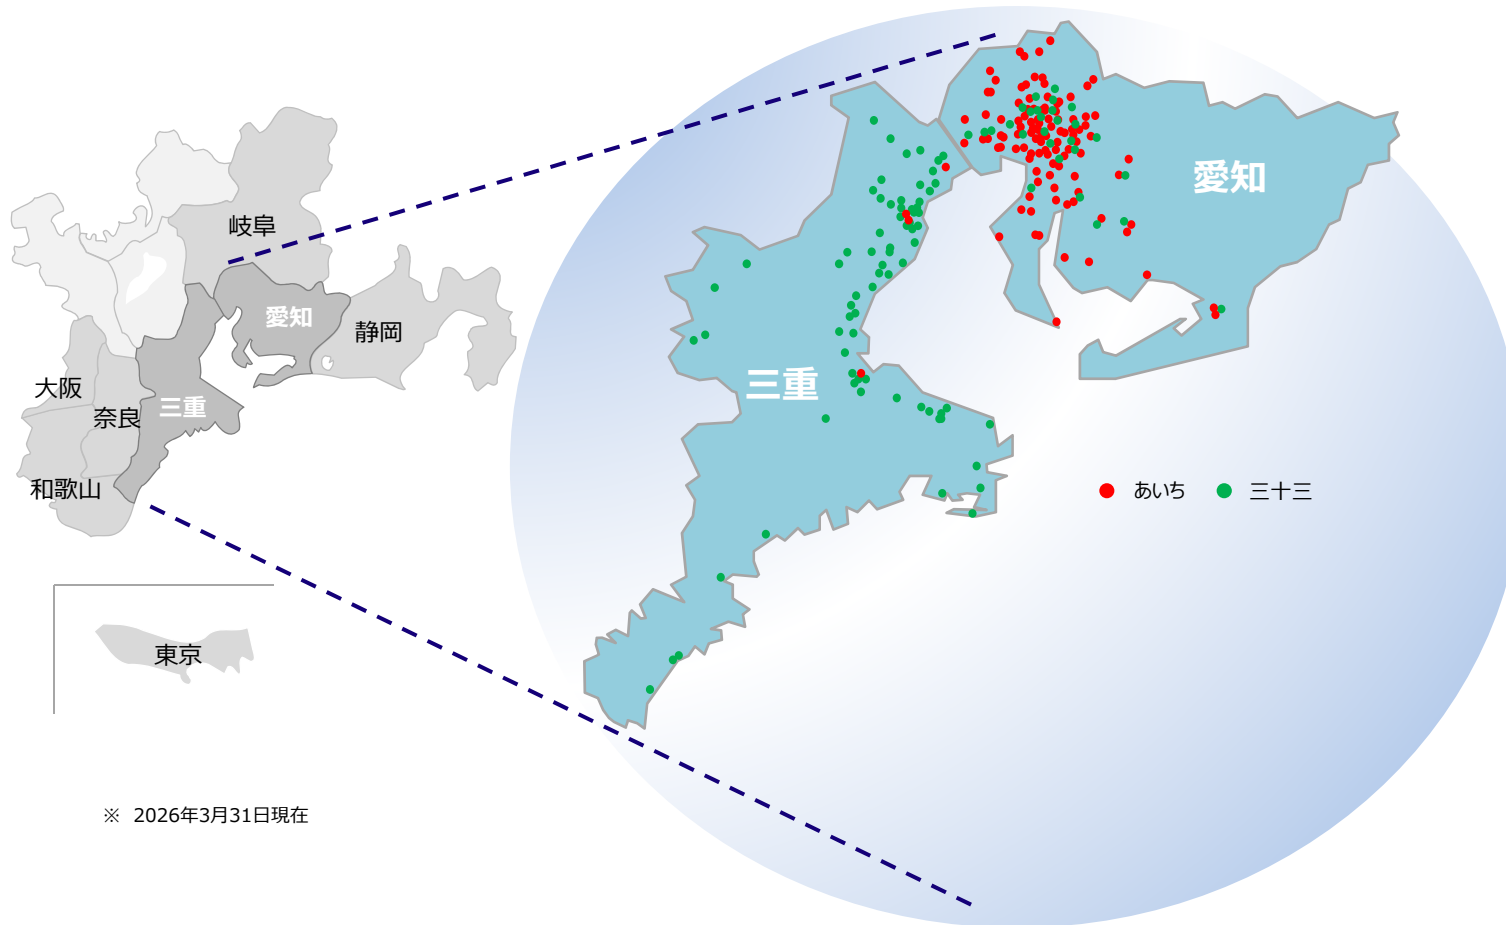 岐阜
愛知
静岡
大阪
奈良
三重
和歌山
東京
※ 2026年3月31日現在
愛知
三重
あいち
三十三